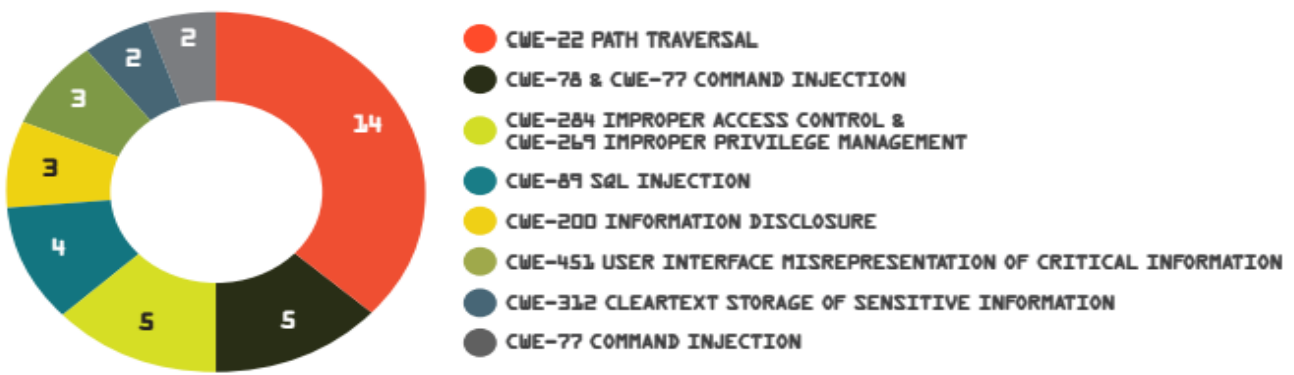 2
2
14
3
3
4
5
5
CWE-22 PATH TRAVERSAL
CWE-78 & CWE-77 COMMAND INJECTION
CWE-284 IMPROPER ACCESS CONTROL &
CWE-269 IMPROPER PRIVILEGE MANAGEMENT
CWE-89 SQL INJECTION
CWE-200 INFORMATION DISCLOSURE
CWE-451 USER INTERFACE MISREPRESENTATION OF CRITICAL INFORMATION
CWE-312 CLEARTEXT STORAGE OF SENSITIVE INFORMATION
CWE-77 COMMAND INJECTION